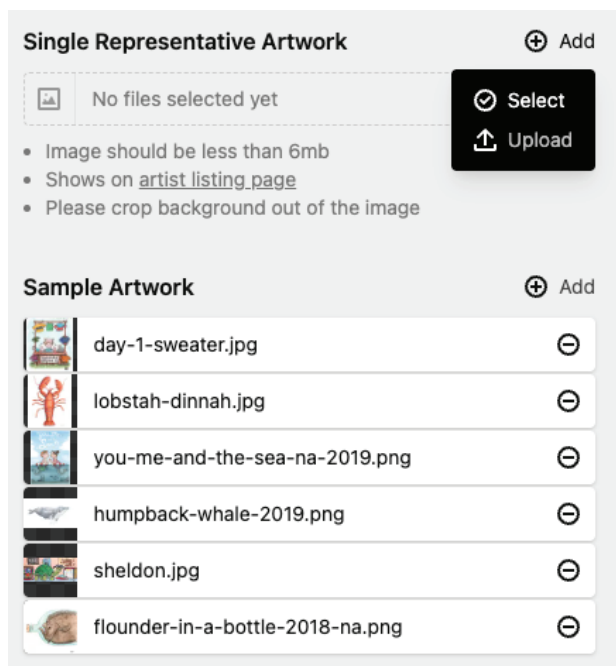 Single Representative Artwork
Add
No files selected yet
Select
Upload
Image should be less than 6mb
Shows on artist listing page
Please crop background out of the image
Sample Artwork
Add
day-1-sweater.jpg
lobstah-dinnah.jpg
you-me-and-the-sea-na-2019.png
humpback-whale-2019.png
sheldon.jpg
flounder-in-a-bottle-2018-na.png